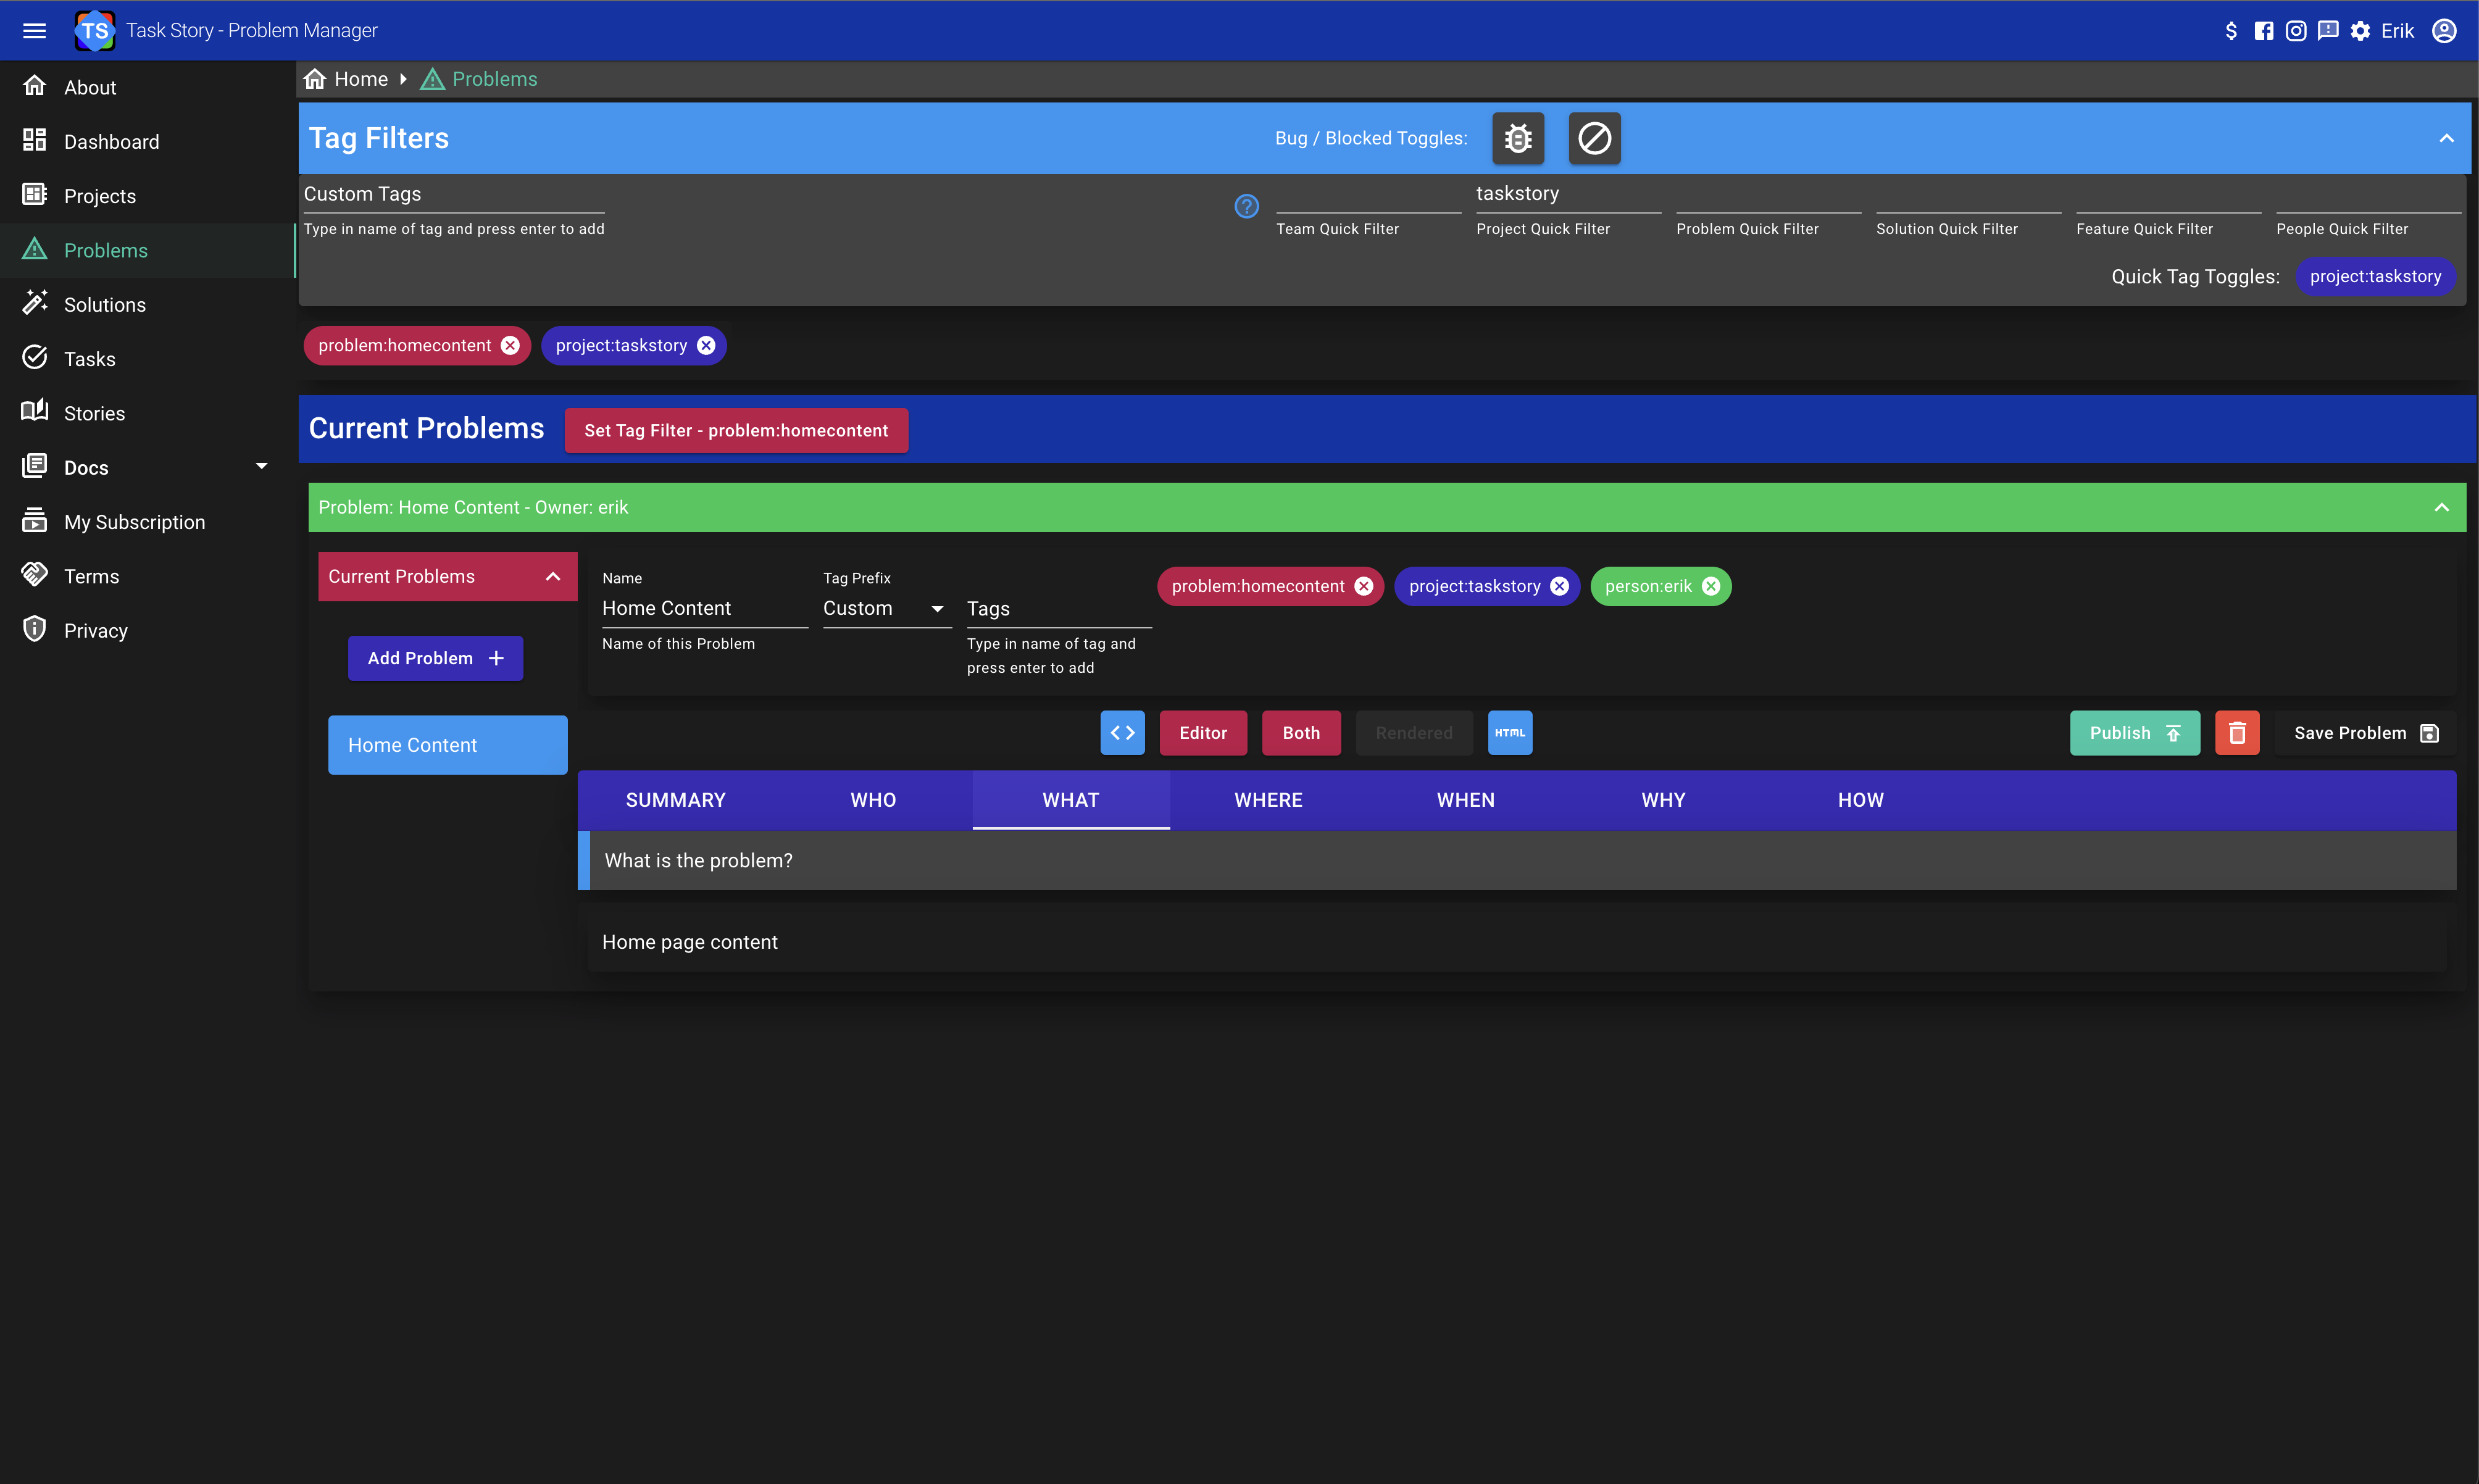 TS Task Story - Problem Manager
Erik
About
Dashboard
Projects
Problems
Solutions
Tasks
Stories
Docs
My Subscription
Terms
Privacy
Home Problems
Tag Filters
Bug / Blocked Toggles:
Custom Tags
Type in name of tag and press enter to add
Team Quick Filter
taskstory
Project Quick Filter
Problem Quick Filter
Solution Quick Filter
Feature Quick Filter
People Quick Filter
Quick Tag Toggles: project:taskstory
problem:homecontent project:taskstory
Current Problems Set Tag Filter - problem:homecontent
Problem: Home Content - Owner: erik
Current Problems
Add Problem
Home Content
Name
Home Content
Name of this Problem
Tag Prefix
Custom
Tags
Type in name of tag and
press enter to add
problem:homecontent project:taskstory person:erik
Editor Both Rendered HTML
Publish Save Problem
SUMMARY WHO WHAT WHERE WHEN WHY HOW
What is the problem?
Home page content